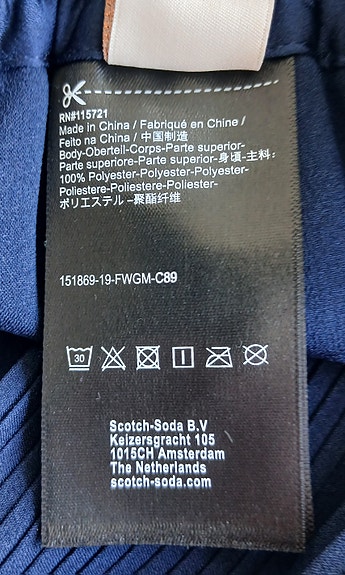 RN#115721
Made in China / Fabriqué en Chine /
Feito na China / 中国制造
Body-Oberteil-Corps-Parte superior-
Parte superiore-Parte superior-身頃-主料:
100% Polyester-Polyester-Polyester-
Poliestere-Poliestere-Poliester-
ポリエステル -聚酯纤维
151869-19-FWGM-C89
30
Scotch-Soda B.V
Keizersgracht 105
1015CH Amsterdam
The Netherlands
scotch-soda.com